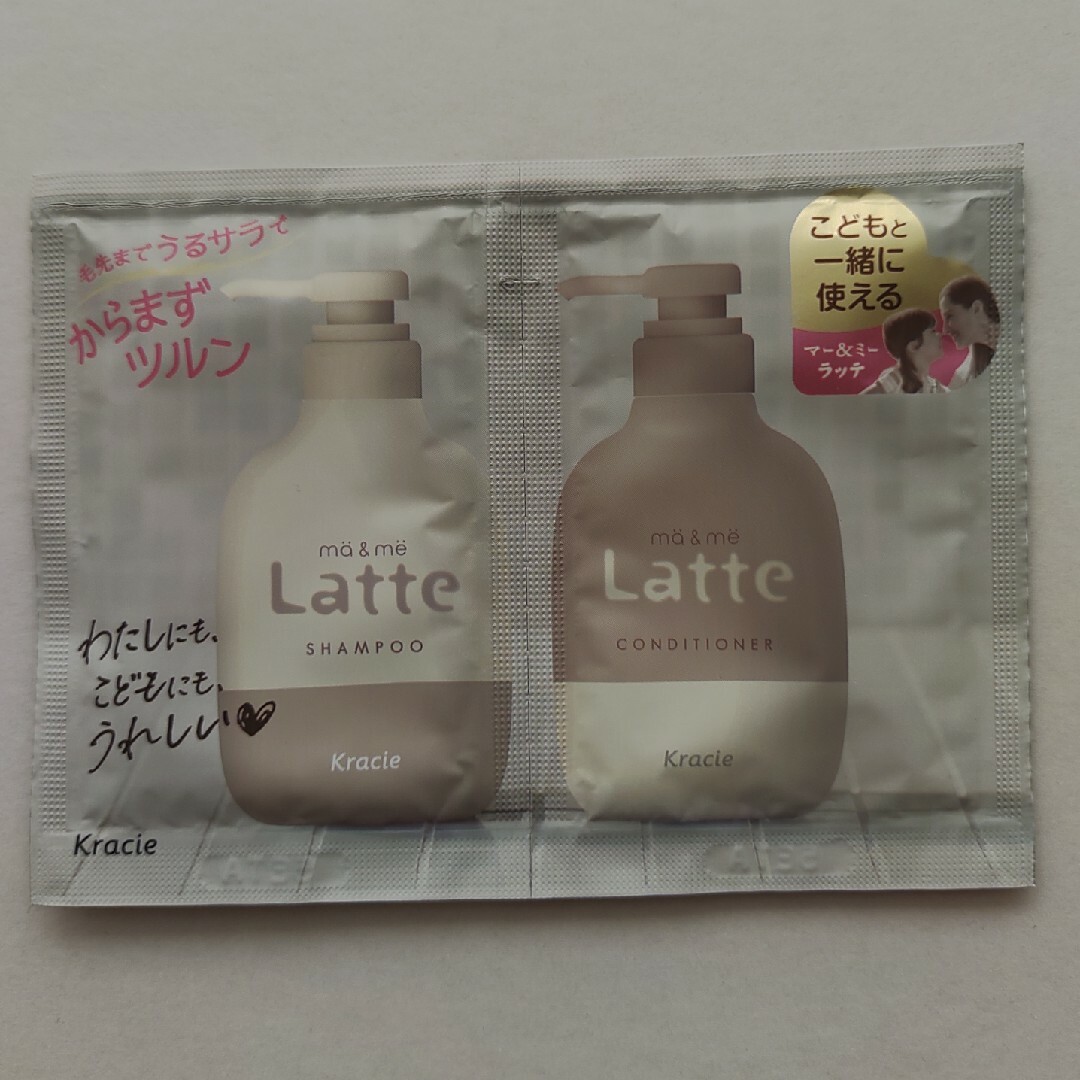 毛先までうるサラで
からまず
ツルン
こどもと
一緒に
使える
マー&ミー
ラッテ
mä & më
Latte
SHAMPOO
Kracie
mä & më
Latte
CONDITIONER
Kracie
わたしにも、
こどもにも、
うれしい♥
Kracie